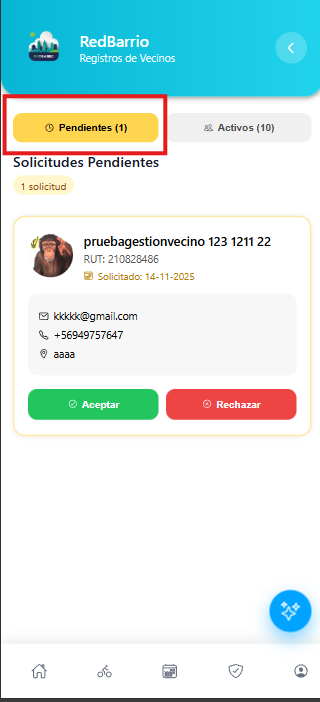 RedBarrio
Registros de Vecinos
Pendientes (1)
Activos (10)
Solicitudes Pendientes
1 solicitud
pruebagestionvecino 123 1211 22
RUT: 210828486
Solicitado: 14-11-2025
kkkkk@gmail.com
+56949757647
aaaa
Aceptar
Rechazar